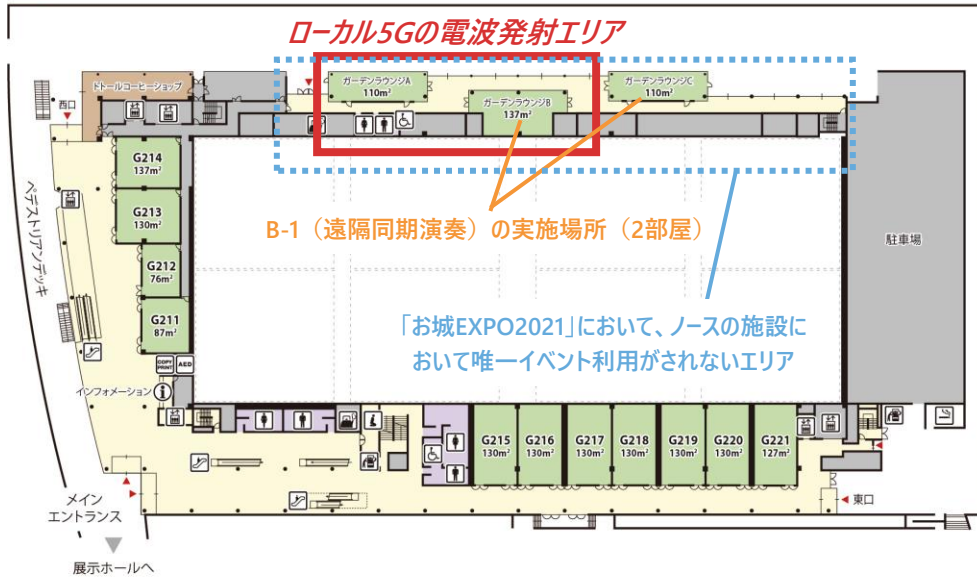 ローカル5Gの電波発射エリア
ガーデンラウンジA
110m²
ガーデンラウンジC
110m²
ドトールコーヒーショップ
ガーデンラウンジB
137m²
西口
G214
137m²
G213
130m²
G212
76m²
G211
87m²
ペデストリアンデッキ
B-1（遠隔同期演奏）の実施場所（2部屋）
駐車場
「お城EXPO2021」において、ノースの施設に
おいて唯一イベント利用がされないエリア
COPY
PRINT
AED
インフォメーション
G215
130m²
G216
130m²
G217
130m²
G218
130m²
G219
130m²
G220
130m²
G221
127m²
メイン
エントランス
東口
展示ホールへ